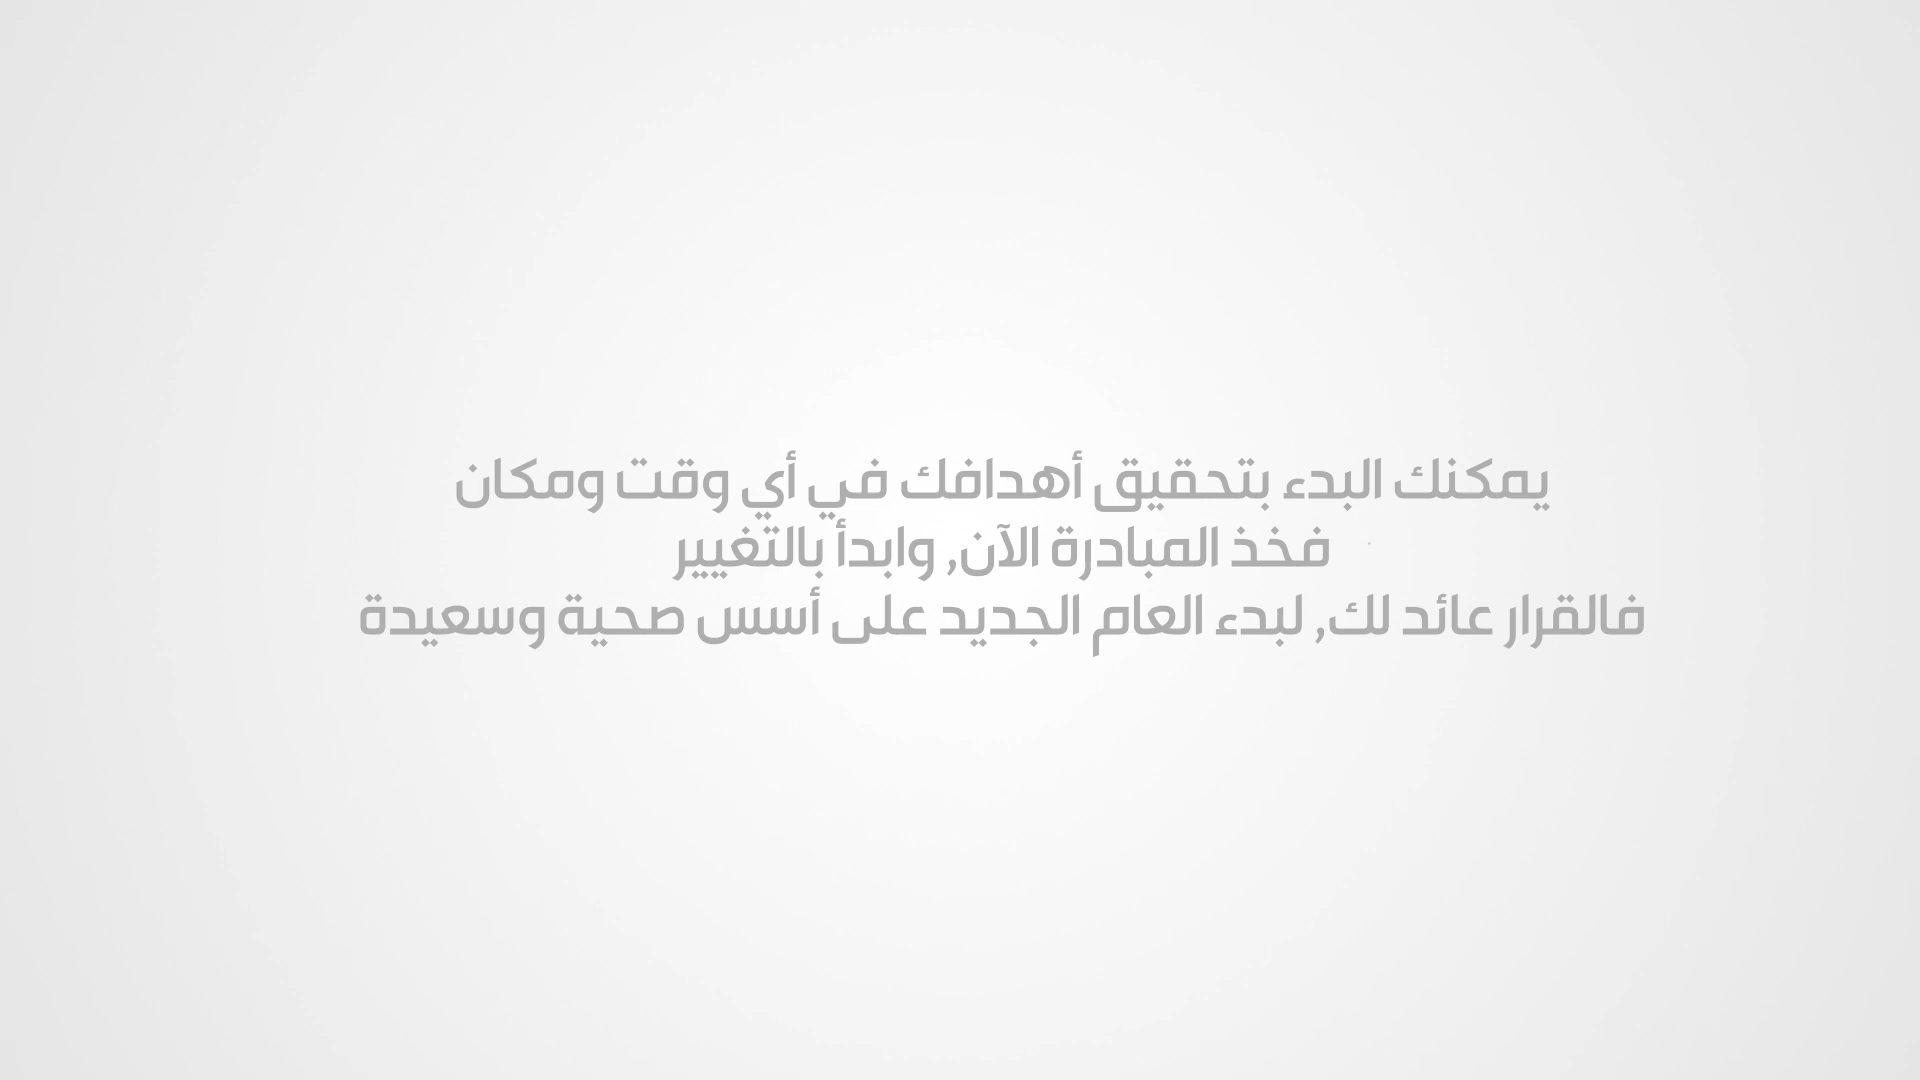 يمكنك البدء بتحقيق أهدافك في أي وقت ومكان
فخذ المبادرة الآن, وابدأ بالتغيير
فالقرار عائد لك, لبدء العام الجديد على أسس صحية وسعيدة